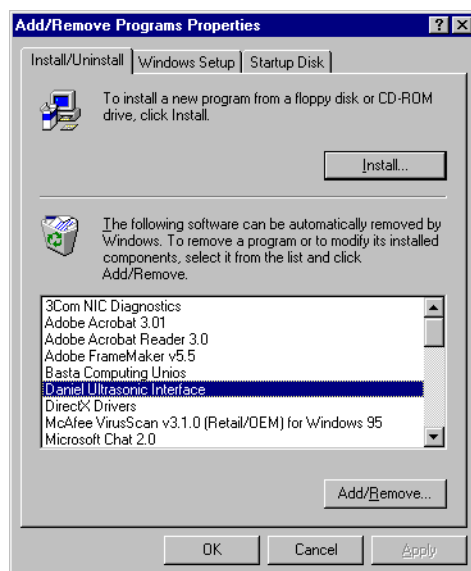 Add/Remove Programs Properties
Install/Uninstall Windows Setup Startup Disk
To install a new program from a floppy disk or CD-ROM
drive, click Install.
Install...
The following software can be automatically removed by
Windows. To remove a program or to modify its installed
components, select it from the list and click
Add/Remove.
3Com NIC Diagnostics
Adobe Acrobat 3.01
Adobe Acrobat Reader 3.0
Adobe FrameMaker v5.5
Basta Computing Unios
Daniel Ultrasonic Interface
DirectX Drivers
McAfee VirusScan v3.1.0 (Retail/OEM) for Windows 95
Microsoft Chat 2.0
Add/Remove...
OK Cancel Apply